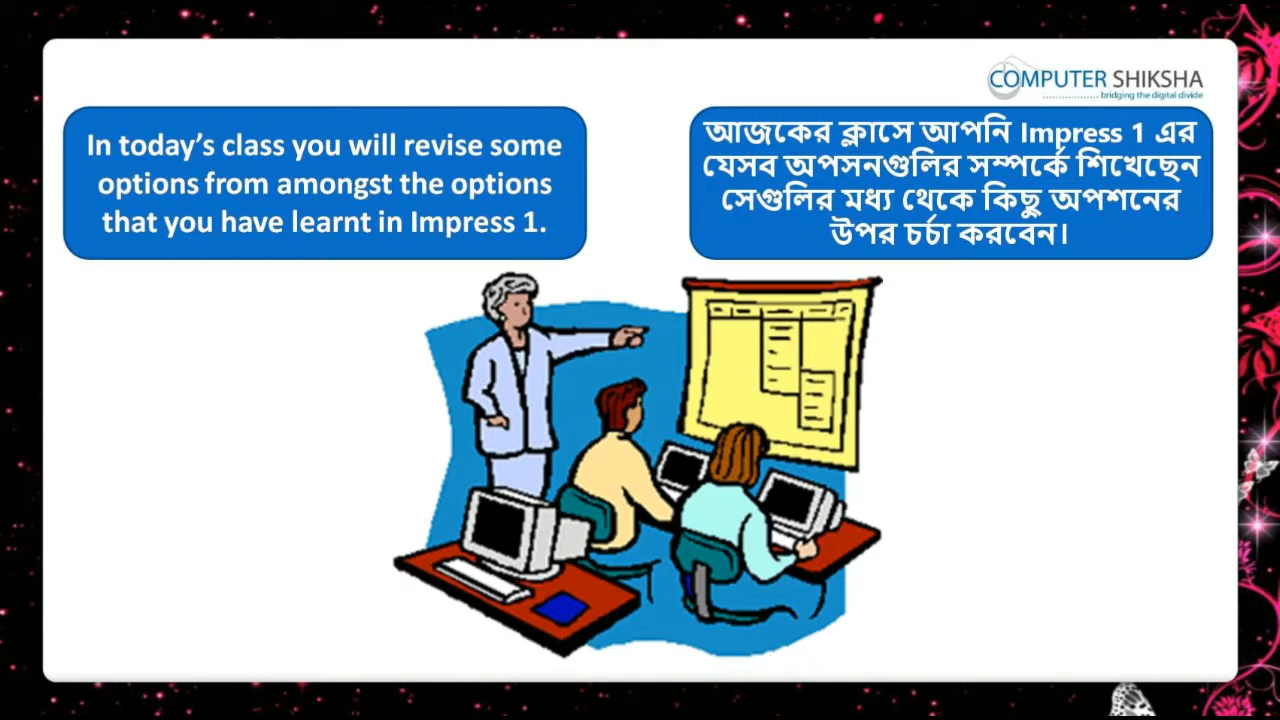 COMPUTER SHIKSHA
bridging the digital divide
In today's class you will revise some
options from amongst the options
that you have learnt in Impress 1.
আজকের ক্লাসে আপনি Impress 1 এর
যেসব অপসনগুলির সম্পর্কে শিখেছেন
সেগুলির মধ্য থেকে কিছু অপশনের
উপর চর্চা করবেন।